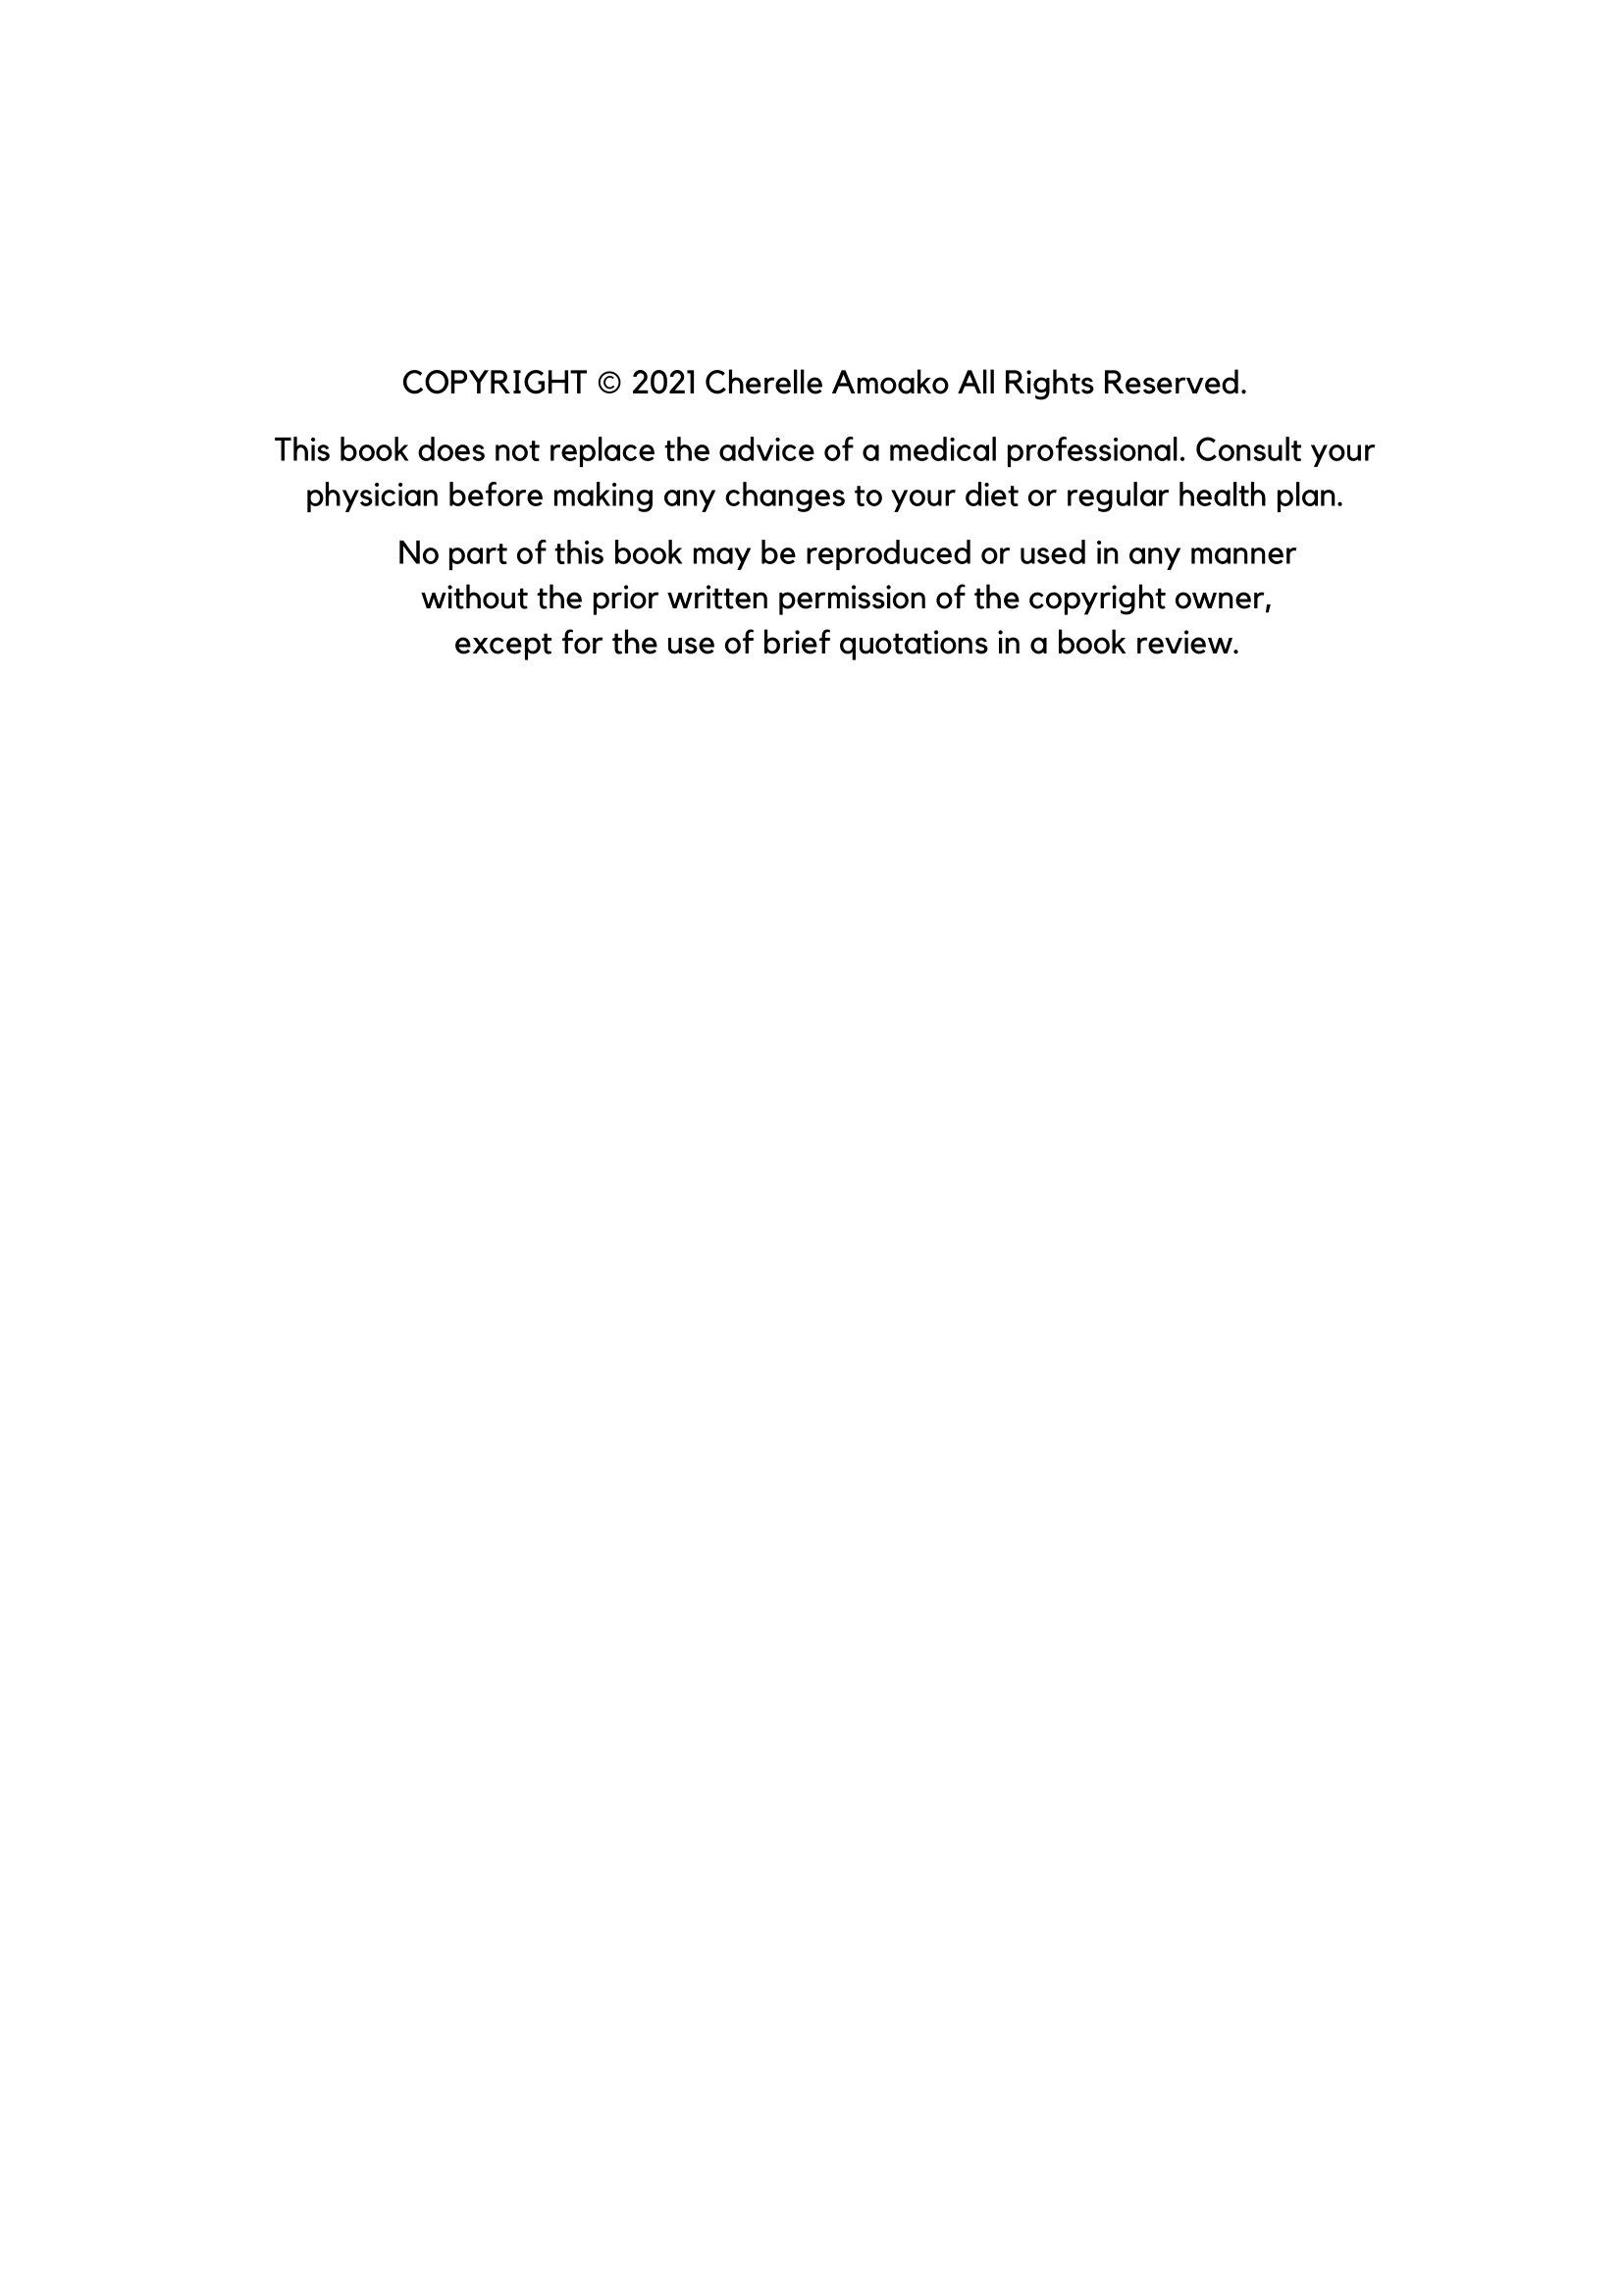 COPYRIGHT © 2021 Cherelle Amoako All Rights Reserved.
This book does not replace the advice of a medical professional. Consult your
physician before making any changes to your diet or regular health plan.
No part of this book may be reproduced or used in any manner
without the prior written permission of the copyright owner,
except for the use of brief quotations in a book review.